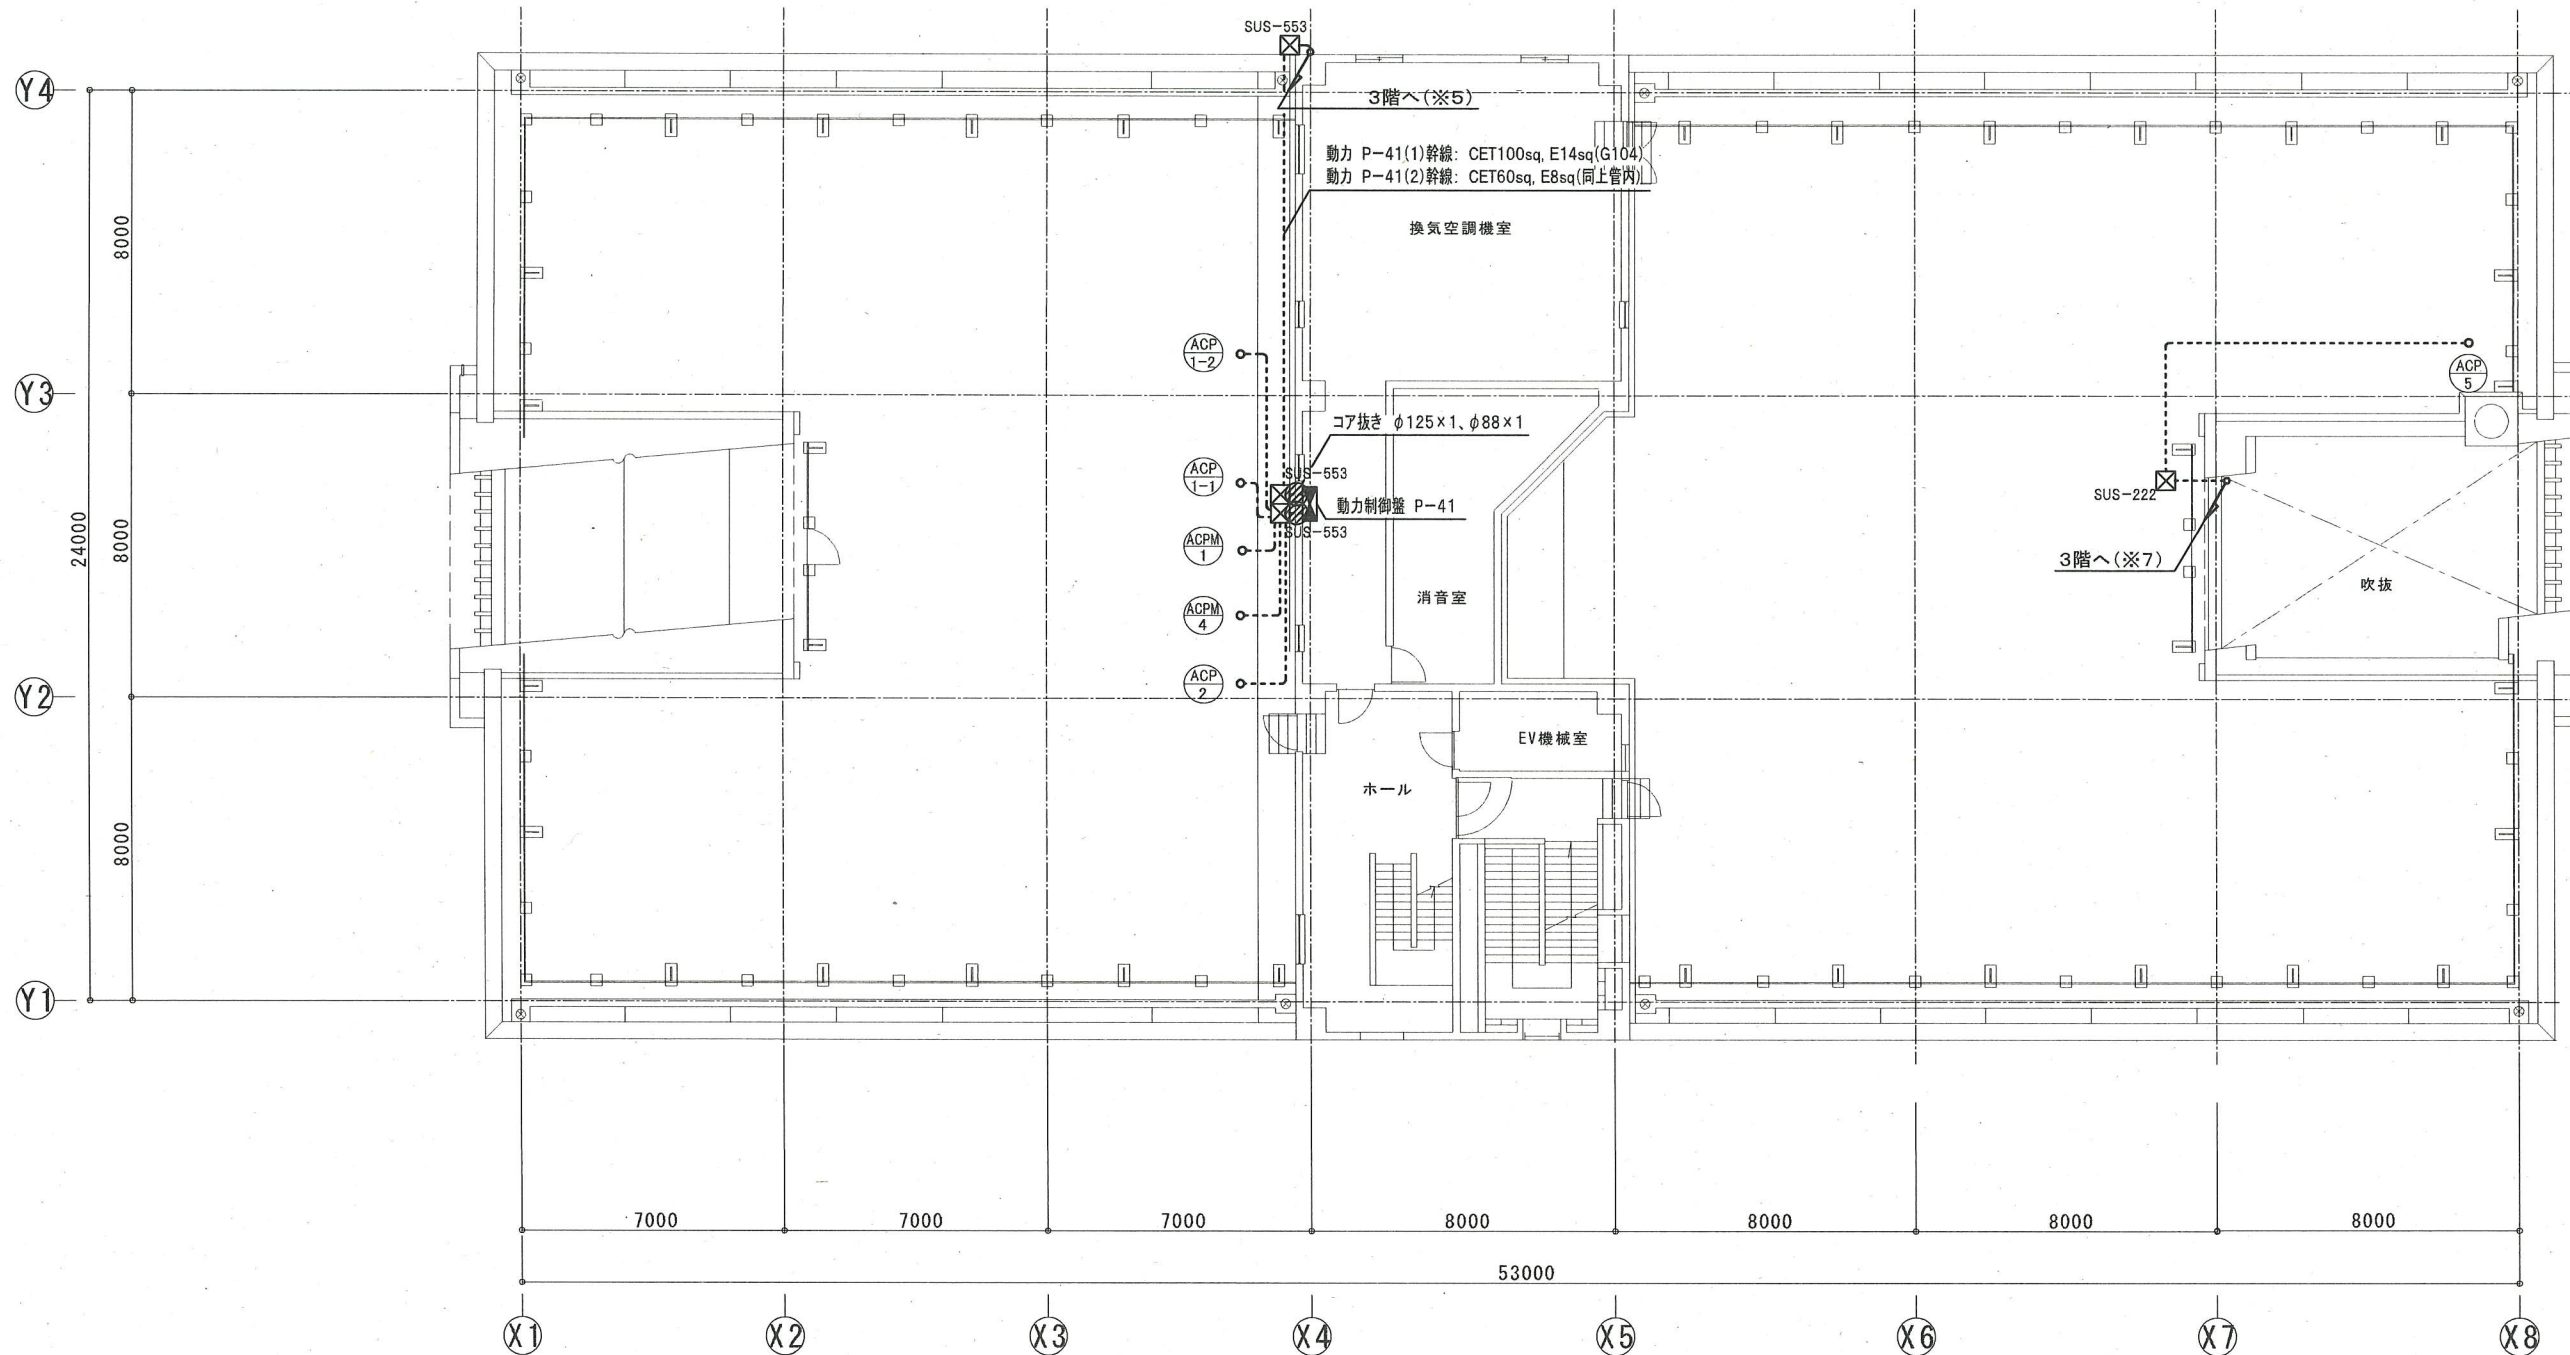 SUS-553
Y4
3階へ(※5)
動力 P-41(1)幹線: CET100sq, E14sq(G104)
動力 P-41(2)幹線: CET60sq, E8sq(同上管内)
換気空調機室
8000
ACP
1-2
ACP
5
Y3
コア抜き φ125×1、φ88×1
ACP
1-1
SUS-553
動力制御盤 P-41
SUS-553
SUS-222
24000
8000
ACPM
1
3階へ(※7)
吹抜
消音室
ACPM
4
ACP
2
Y2
EV機械室
ホール
8000
Y1
7000
7000
7000
8000
8000
8000
8000
53000
X1
X2
X3
X4
X5
X6
X7
X8